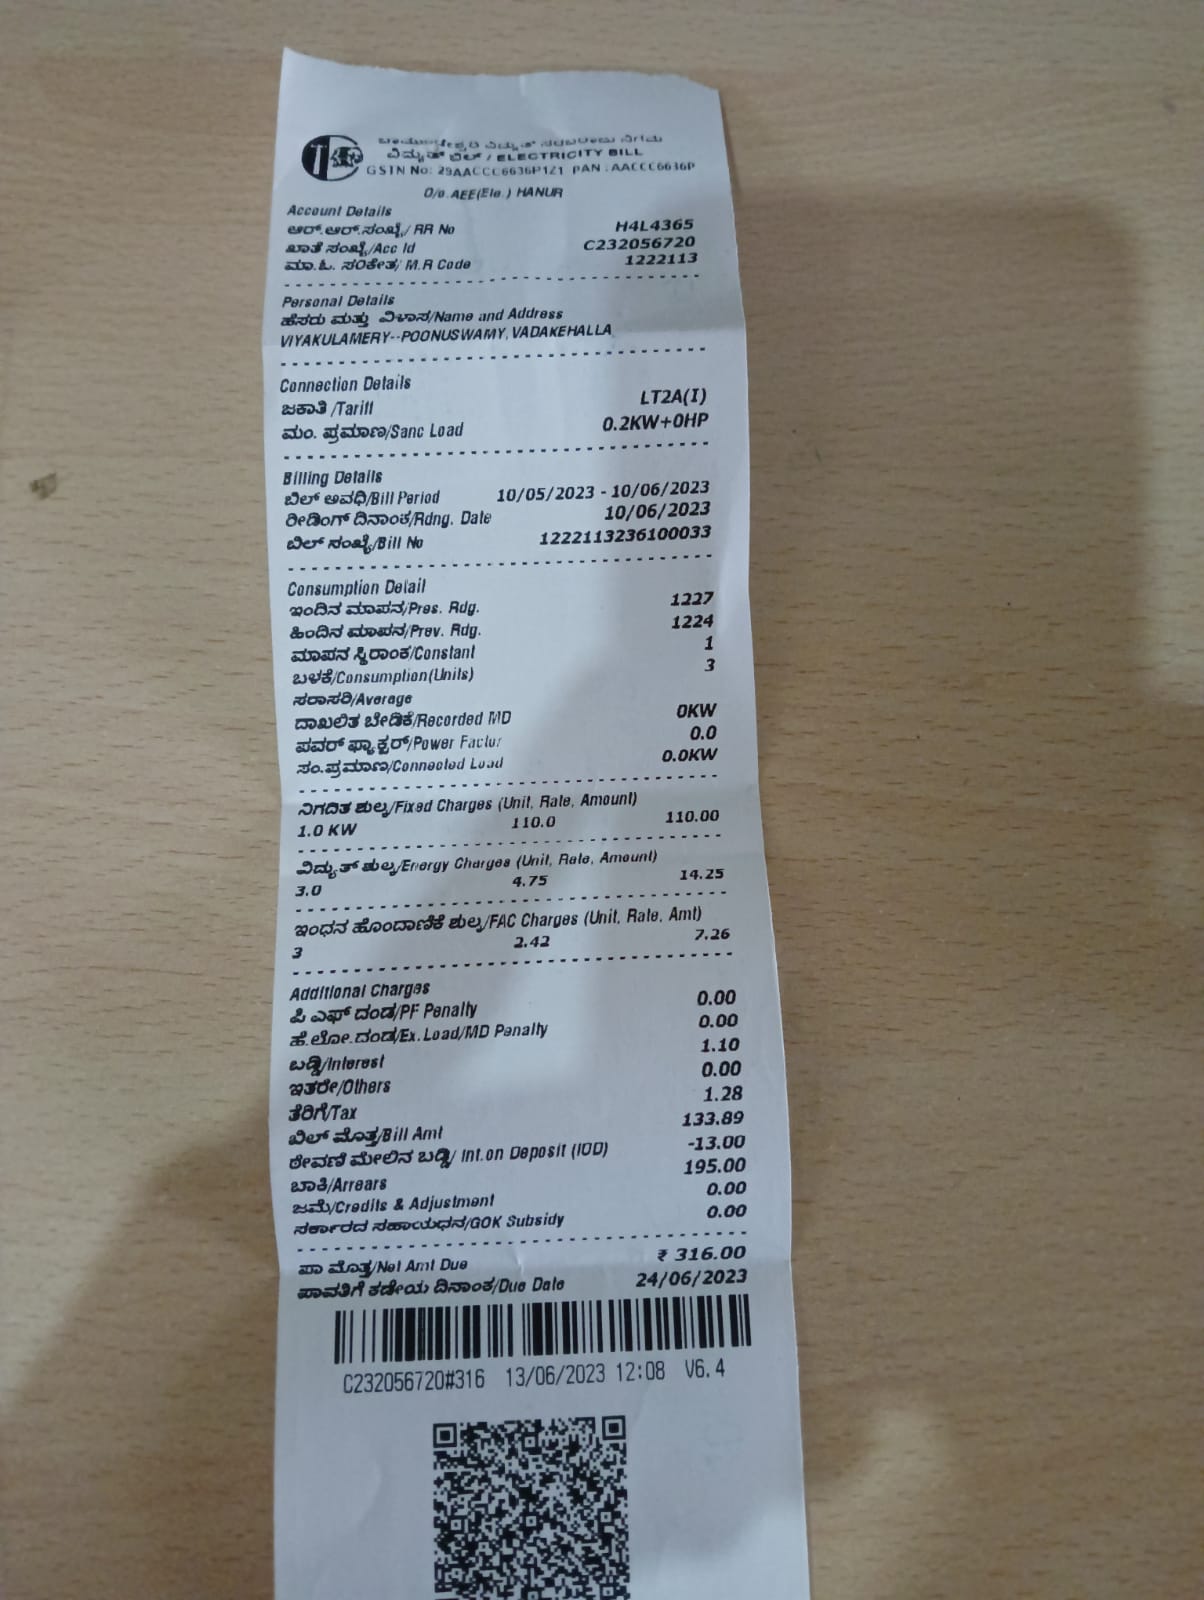 ಚಾಮುಂಡೇಶ್ವರಿ ವಿದ್ಯುತ್ ಸರಬರಾಜು ನಿಗಮ
ವಿದ್ಯುತ್ ಬಿಲ್ / ELECTRICITY BILL
GSTN No: 29AACCC6636P1Z1 PAN :AACCC6636P
O/o.AEE(Ele.) HANUR
Account Details
ಆರ್.ಆರ್.ಸಂಖ್ಯೆ/ RR No H4L4365
ಖಾತೆ ಸಂಖ್ಯೆ/Acc Id C232056720
ಮಾ.ಓ. ಸಂಕೇತ/ M.R Code 1222113
Personal Details
ಹೆಸರು ಮತ್ತು ವಿಳಾಸ/Name and Address
VIYAKULAMERY--POONUSWAMY, VADAKEHALLA
Connection Details
ಜಕಾತಿ /Tariff LT2A(I)
ಮಂ. ಪ್ರಮಾಣ/Sanc Load 0.2KW+0HP
Billing Details
ಬಿಲ್ ಅವಧಿ/Bill Period 10/05/2023 - 10/06/2023
ರೀಡಿಂಗ್ ದಿನಾಂಕ/Rdng. Date 10/06/2023
ಬಿಲ್ ಸಂಖ್ಯೆ/Bill No 1222113236100033
Consumption Detail
ಇಂದಿನ ಮಾಪನ/Pres. Rdg. 1227
ಹಿಂದಿನ ಮಾಪನ/Prev. Rdg. 1224
ಮಾಪನ ಸ್ಥಿರಾಂಕ/Constant 1
ಬಳಕೆ/Consumption(Units) 3
ಸರಾಸರಿ/Average
ದಾಖಲಿತ ಬೇಡಿಕೆ/Recorded MD 0KW
ಪವರ್ ಫ್ಯಾಕ್ಟರ್/Power Factor 0.0
ಸಂ.ಪ್ರಮಾಣ/Connected Load 0.0KW
ನಿಗದಿತ ಶುಲ್ಕ/Fixed Charges (Unit, Rate, Amount)
1.0 KW 110.0 110.00
ವಿದ್ಯುತ್ ಶುಲ್ಕ/Energy Charges (Unit, Rate, Amount)
3.0 4.75 14.25
ಇಂಧನ ಹೊಂದಾಣಿಕೆ ಶುಲ್ಕ/FAC Charges (Unit, Rate, Amt)
3 2.42 7.26
Additional Charges
ಪಿ ಎಫ್ ದಂಡ/PF Penalty 0.00
ಹೆ.ಲೋ.ದಂಡ/Ex.Load/MD Penalty 0.00
ಬಡ್ಡಿ/Interest 1.10
ಇತರೇ/Others 0.00
ತೆರಿಗೆ/Tax 1.28
ಬಿಲ್ ಮೊತ್ತ/Bill Amt 133.89
ಠೇವಣಿ ಮೇಲಿನ ಬಡ್ಡಿ/ Int.on Deposit (IOD) -13.00
ಬಾಕಿ/Arrears 195.00
ಜಮೆ/Credits & Adjustment 0.00
ಸರ್ಕಾರದ ಸಹಾಯಧನ/GOK Subsidy 0.00
ಪಾ ಮೊತ್ತ/Net Amt Due ₹ 316.00
ಪಾವತಿಗೆ ಕಡೇಯ ದಿನಾಂಕ/Due Date 24/06/2023
C232056720#316 13/06/2023 12:08 V6.4